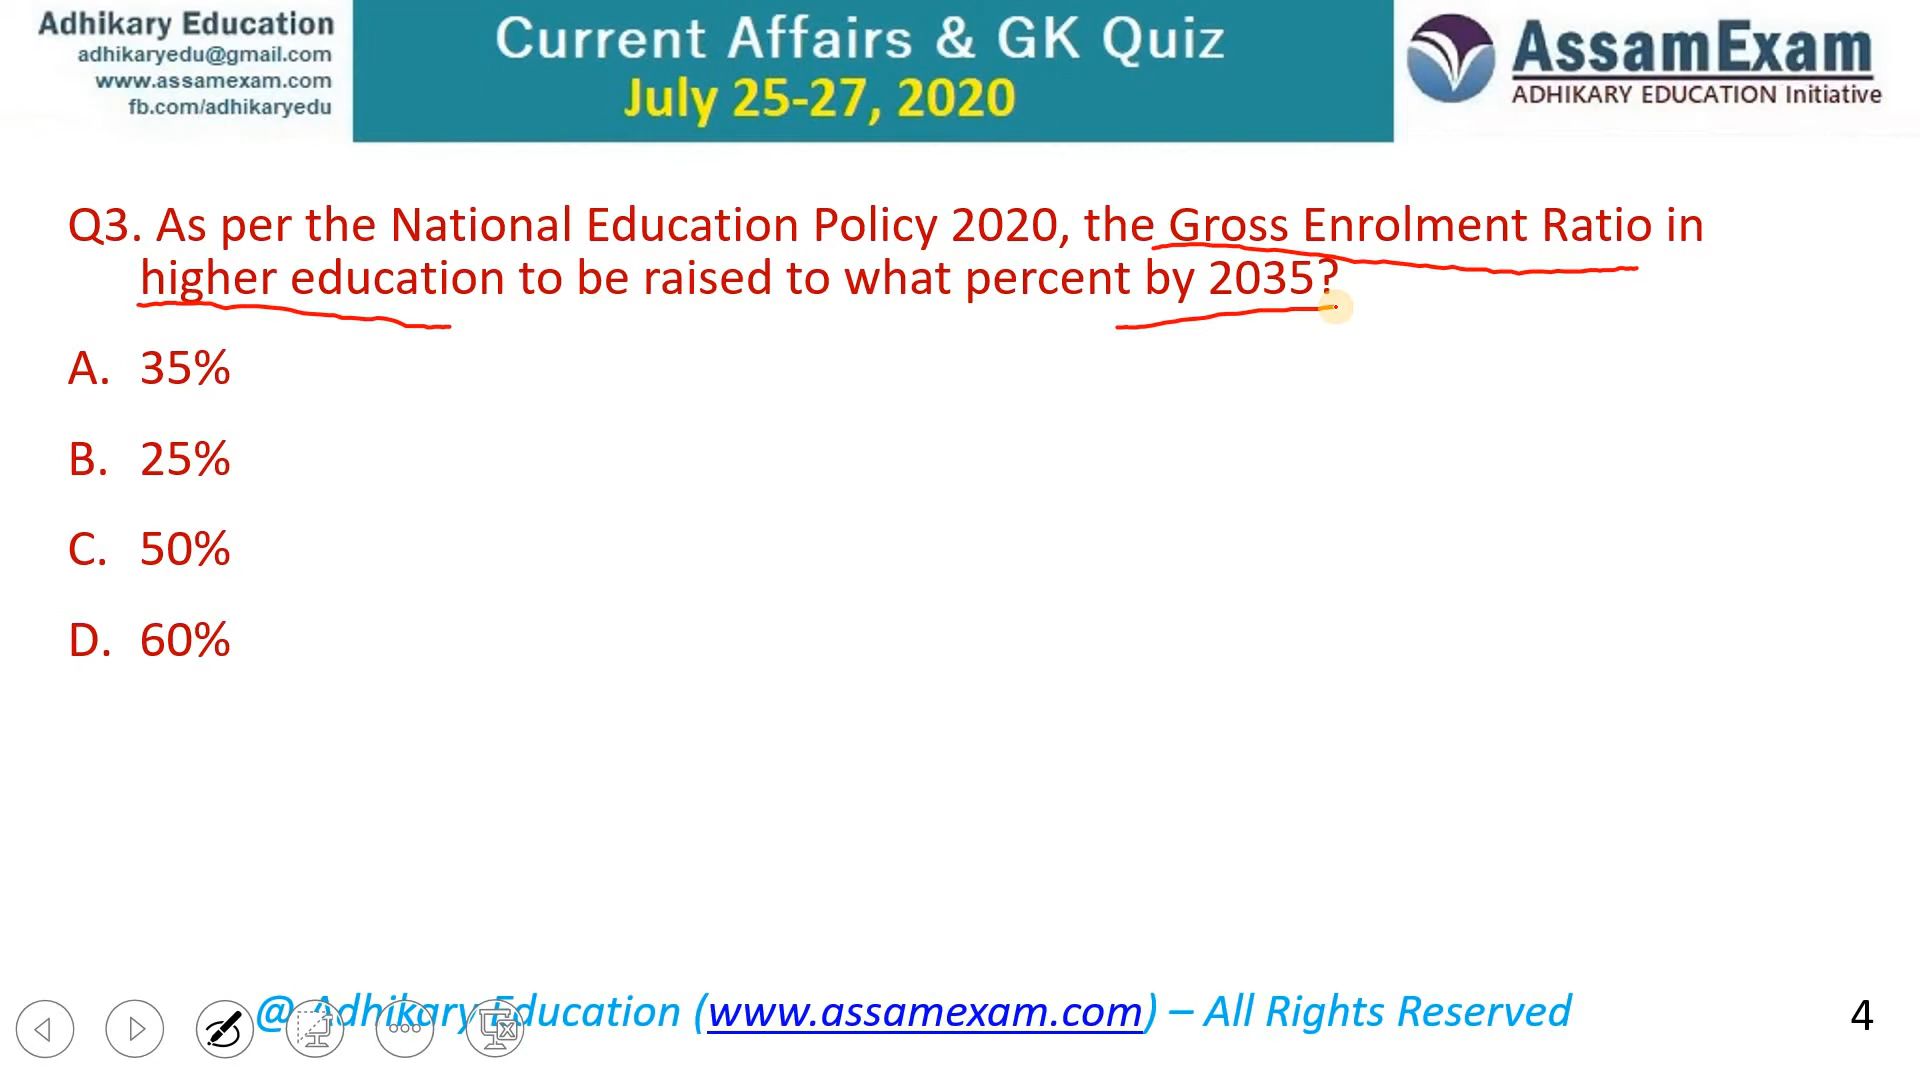 Adhikary Education
adhikaryedu@gmail.com
www.assamexam.com
fb.com/adhikaryedu
Current Affairs & GK Quiz
July 25-27, 2020
AssamExam
ADHIKARY EDUCATION Initiative
Q3. As per the National Education Policy 2020, the Gross Enrolment Ratio in
higher education to be raised to what percent by 2035?
A. 35%
B. 25%
C. 50%
D. 60%
@ Adhikary Education (www.assamexam.com) – All Rights Reserved
4